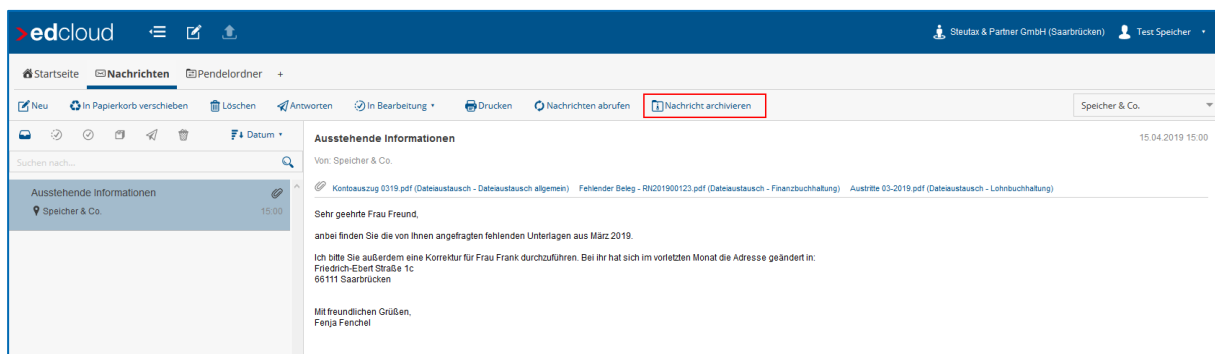 >edcloud Steutax & Partner GmbH (Saarbrücken) Test Speicher
Startseite Nachrichten Pendelordner +
Neu In Papierkorb verschieben Löschen Antworten In Bearbeitung Drucken Nachrichten abrufen Nachricht archivieren Speicher & Co.
Datum
Ausstehende Informationen 15.04.2019 15:00
Suchen nach...
Von: Speicher & Co.
Ausstehende Informationen
Speicher & Co. 15:00
Kontoauszug 0319.pdf (Dateiaustausch - Dateiaustausch allgemein) Fehlender Beleg - RN201900123.pdf (Dateiaustausch - Finanzbuchhaltung) Austritte 03-2019.pdf (Dateiaustausch - Lohnbuchhaltung)
Sehr geehrte Frau Freund,
anbei finden Sie die von Ihnen angefragten fehlenden Unterlagen aus März 2019.
Ich bitte Sie außerdem eine Korrektur für Frau Frank durchzuführen. Bei ihr hat sich im vorletzten Monat die Adresse geändert in:
Friedrich-Ebert Straße 1c
66111 Saarbrücken
Mit freundlichen Grüßen,
Fenja Fenchel